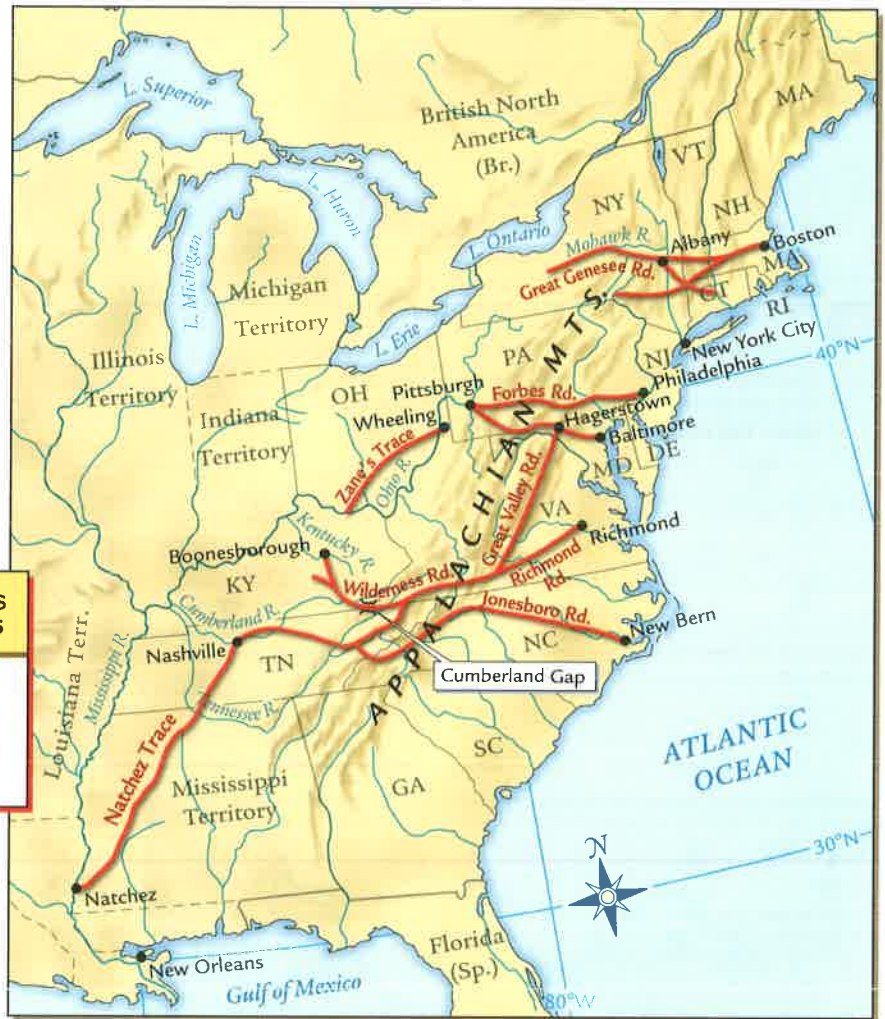 L. Superior
British North
America
(Br.)
MA
VT
NH
NY
L. Huron
L. Michigan
L. Ontario
Mohawk R.
Albany
Boston
Great Genesee Rd.
MA
CT
RI
Michigan
Territory
L. Erie
New York City
NJ
40°N
Illinois
Territory
PA
Philadelphia
OH
Pittsburgh
Forbes Rd.
Hagerstown
Indiana
Territory
Wheeling
Baltimore
Zane's Trace
Ohio R.
MD
DE
APPALACHIAN MTS.
Great Valley Rd.
VA
Richmond
Kentucky R.
Boonesborough
Richmond
Rd.
KY
Wilderness Rd.
Jonesboro Rd.
Cumberland R.
New Bern
NC
Nashville
TN
Cumberland Gap
Louisiana Terr.
Mississippi R.
Tennessee R.
Natchez Trace
SC
ATLANTIC
OCEAN
Mississippi
Territory
GA
N
30°N
Natchez
Florida
(Sp.)
New Orleans
Gulf of Mexico
80°W
S
S